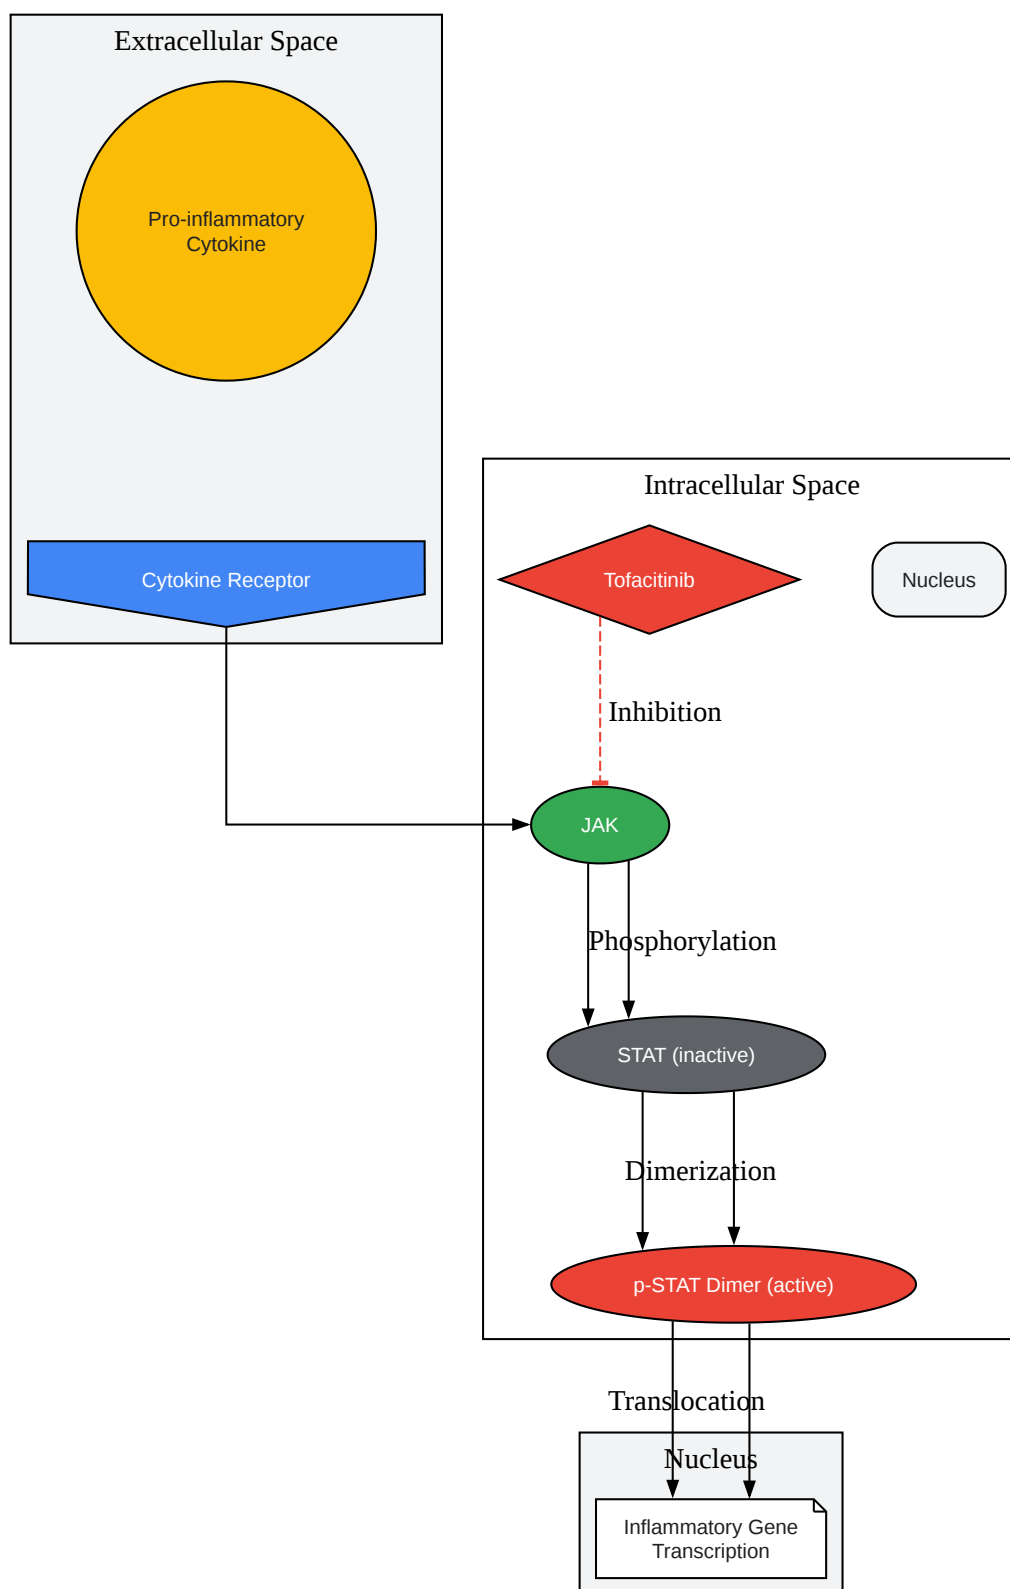 Extracellular Space
Pro-inflammatory
Cytokine
Cytokine Receptor
Intracellular Space
Tofacitinib
Nucleus
Inhibition
JAK
Phosphorylation
STAT (inactive)
Dimerization
p-STAT Dimer (active)
Translocation
Nucleus
Inflammatory Gene
Transcription